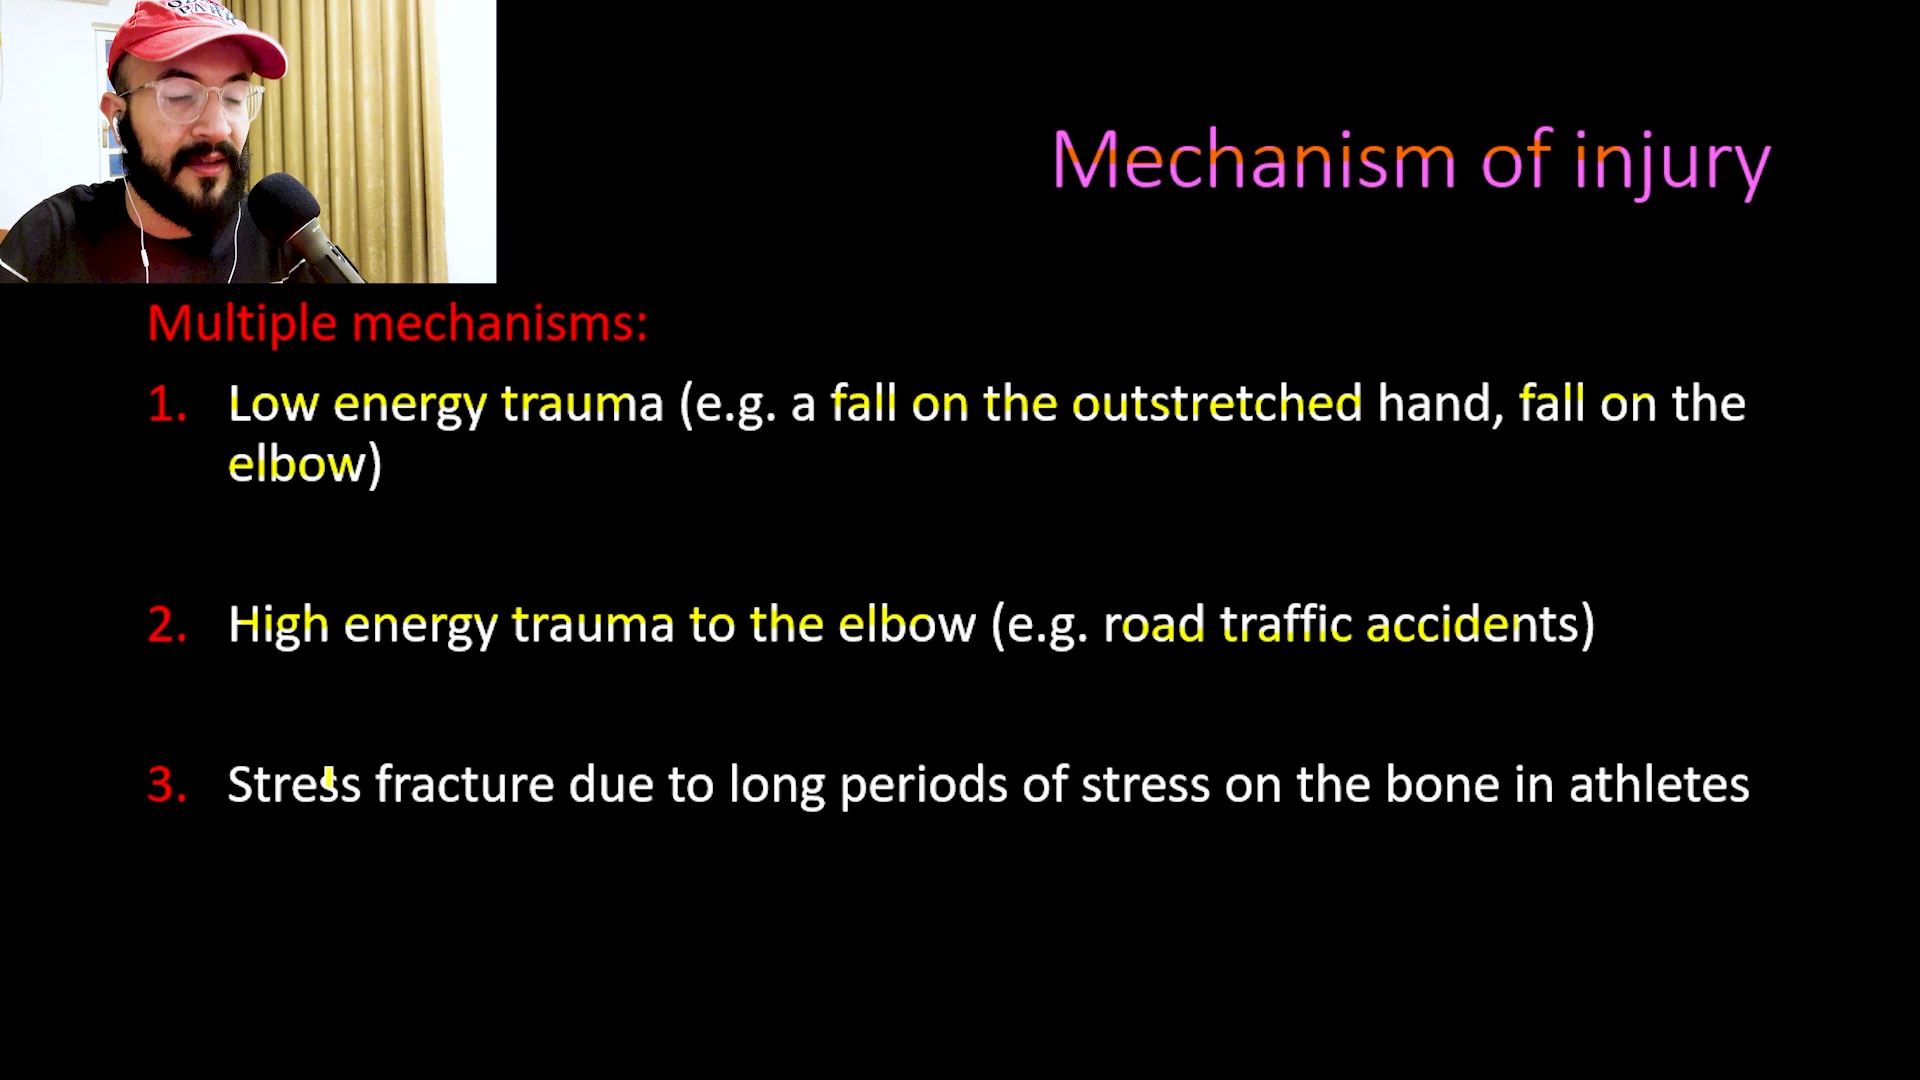 Mechanism of injury
Multiple mechanisms:
1. Low energy trauma (e.g. a fall on the outstretched hand, fall on the
elbow)
2. High energy trauma to the elbow (e.g. road traffic accidents)
3. Stress fracture due to long periods of stress on the bone in athletes